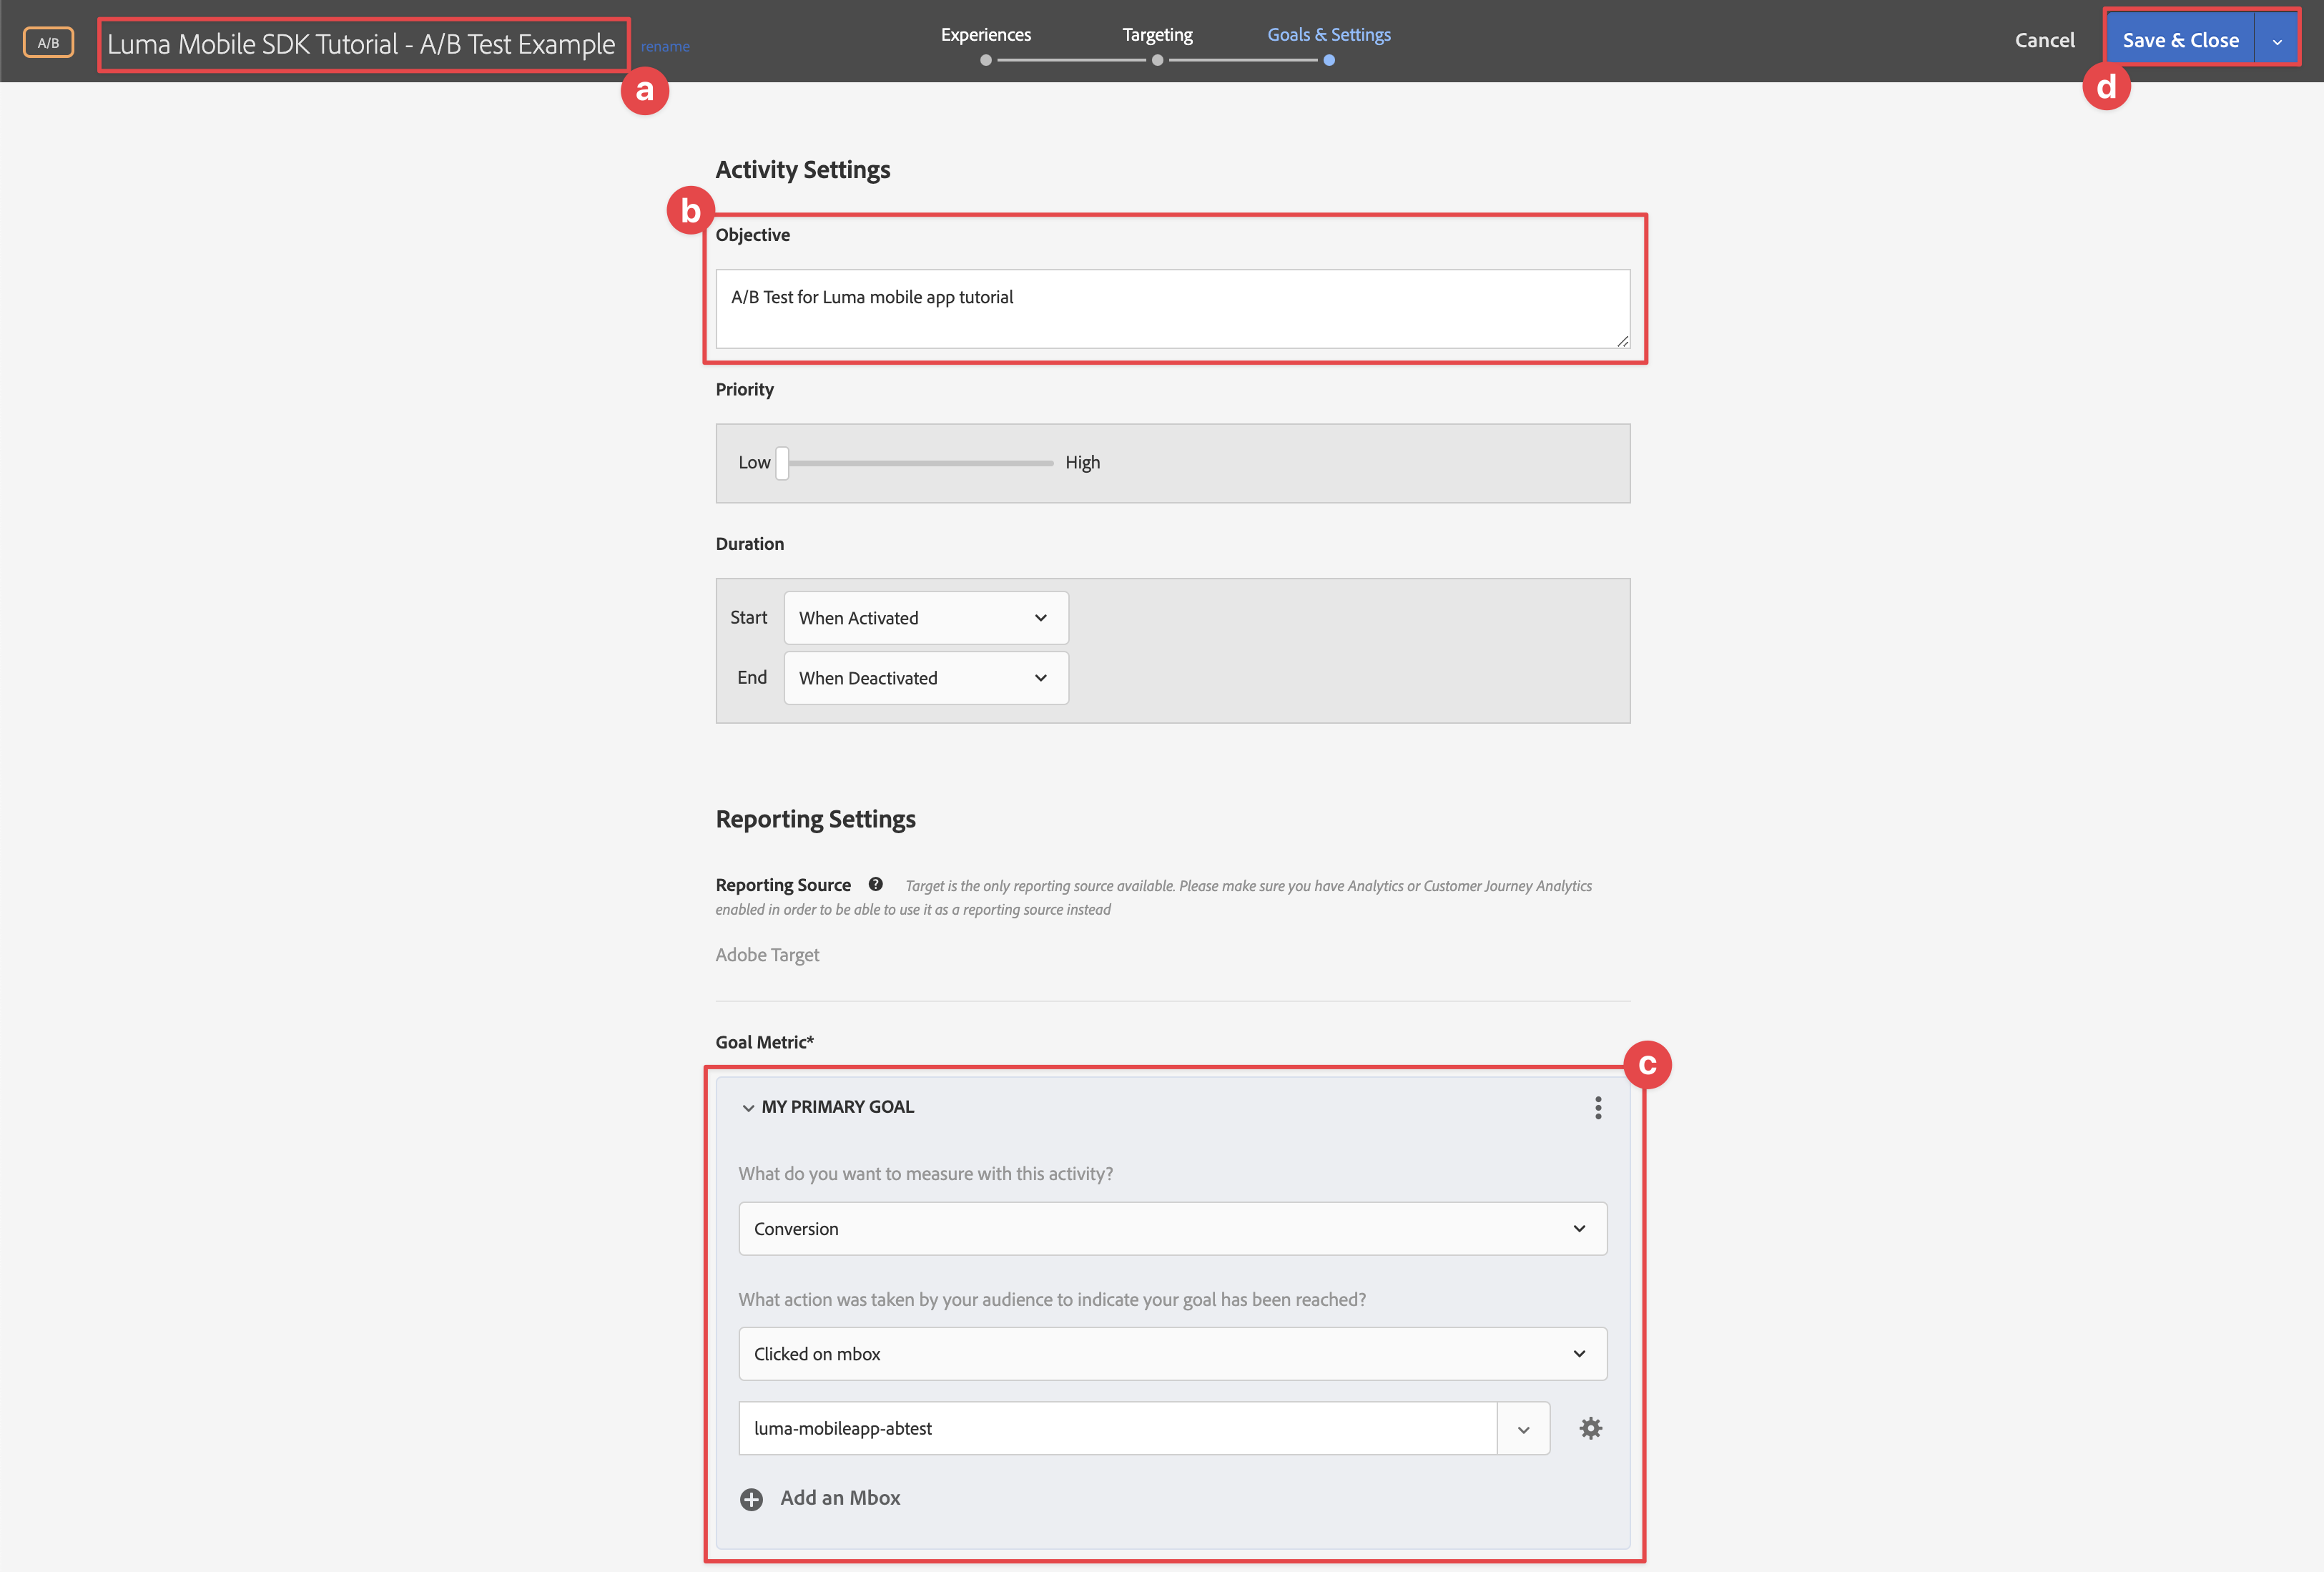 A/B
Luma Mobile SDK Tutorial - A/B Test Example
rename
Experiences
Targeting
Goals & Settings
Cancel
Save & Close
a
d
Activity Settings
b
Objective
A/B Test for Luma mobile app tutorial
Priority
Low
High
Duration
Start
When Activated
End
When Deactivated
Reporting Settings
Reporting Source ? Target is the only reporting source available. Please make sure you have Analytics or Customer Journey Analytics
enabled in order to be able to use it as a reporting source instead
Adobe Target
Goal Metric*
c
MY PRIMARY GOAL
What do you want to measure with this activity?
Conversion
What action was taken by your audience to indicate your goal has been reached?
Clicked on mbox
luma-mobileapp-abtest
Add an Mbox